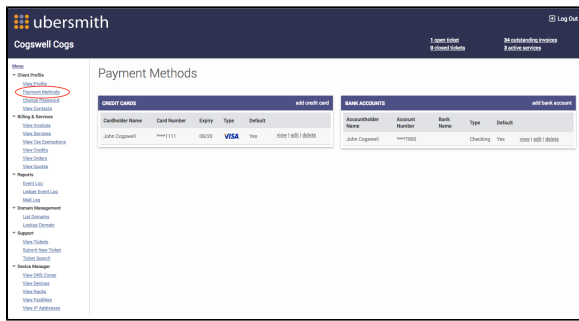 ubersmith
Log Out
Cogswell Cogs
1 open ticket
34 outstanding invoices
0 closed tickets
3 active services
Menu
Client Profile
View Profile
Payment Methods
Change Password
View Contacts
Billing & Services
View Invoices
View Services
View Tax Exemptions
View Credits
View Orders
View Quotes
Reports
Event Log
Ledger Event Log
Mail Log
Domain Management
List Domains
Lookup Domain
Support
View Tickets
Submit New Ticket
Ticket Search
Device Manager
View DNS Zones
View Devices
View Racks
View Facilities
View IP Addresses
Payment Methods
CREDIT CARDS add credit card
Cardholder Name Card Number Expiry Type Default
John Cogswell ****1111 08/20 VISA Yes view | edit | delete
BANK ACCOUNTS add bank account
Accountholder Name Account Number Bank Name Type Default
John Cogswell ****7890 Checking Yes view | edit | delete